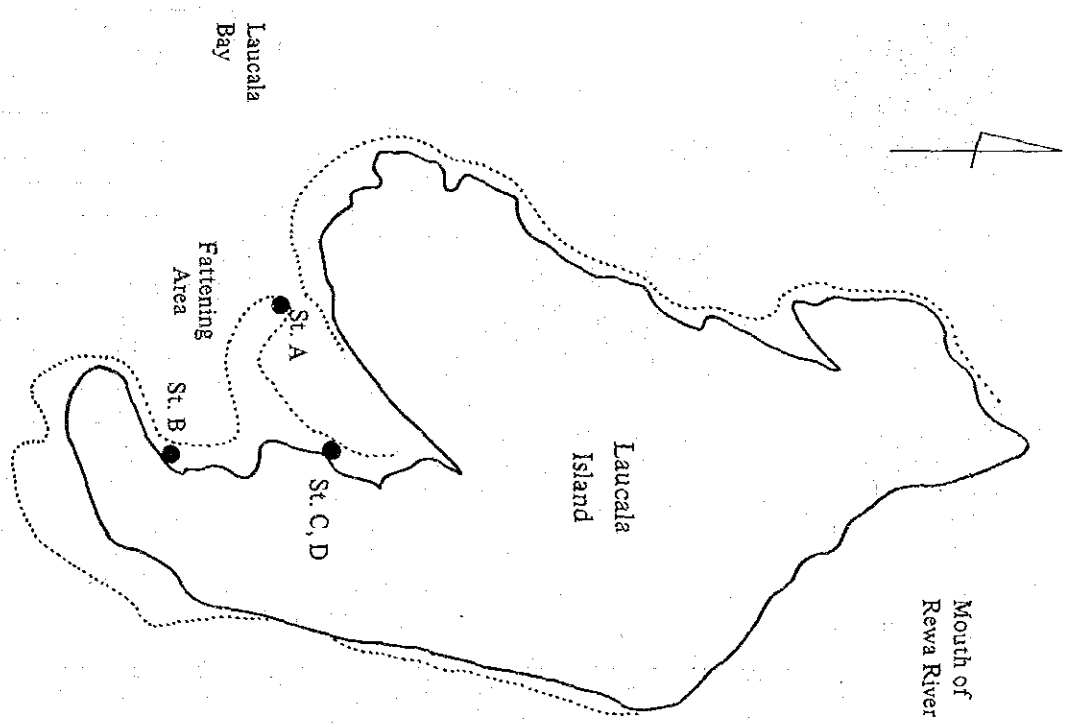 Laucala
Bay
Fattening
Area
St. A
St. B
St. C, D
Laucala
Island
Mouth of
Rewa River